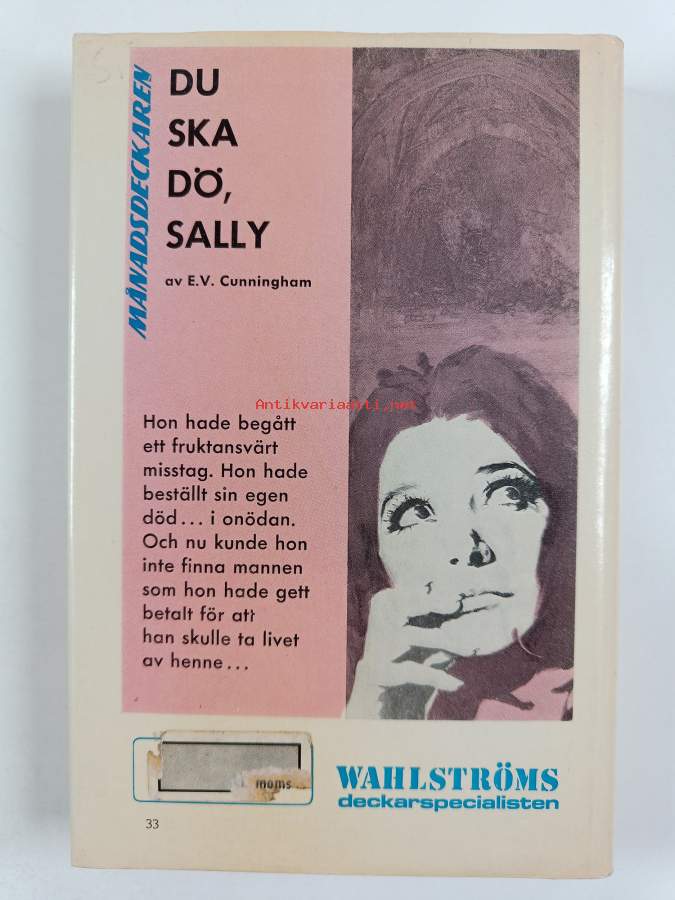 MÅNADSDECKAREN
DU
SKA
DÖ,
SALLY
av E.V. Cunningham
Antikvariaatti.net
Hon hade begått
ett fruktansvärt
misstag. Hon hade
beställt sin egen
död... i onödan.
Och nu kunde hon
inte finna mannen
som hon hade gett
betalt för att
han skulle ta livet
av henne...
moms
WAHLSTRÖMS
deckarspecialisten
33